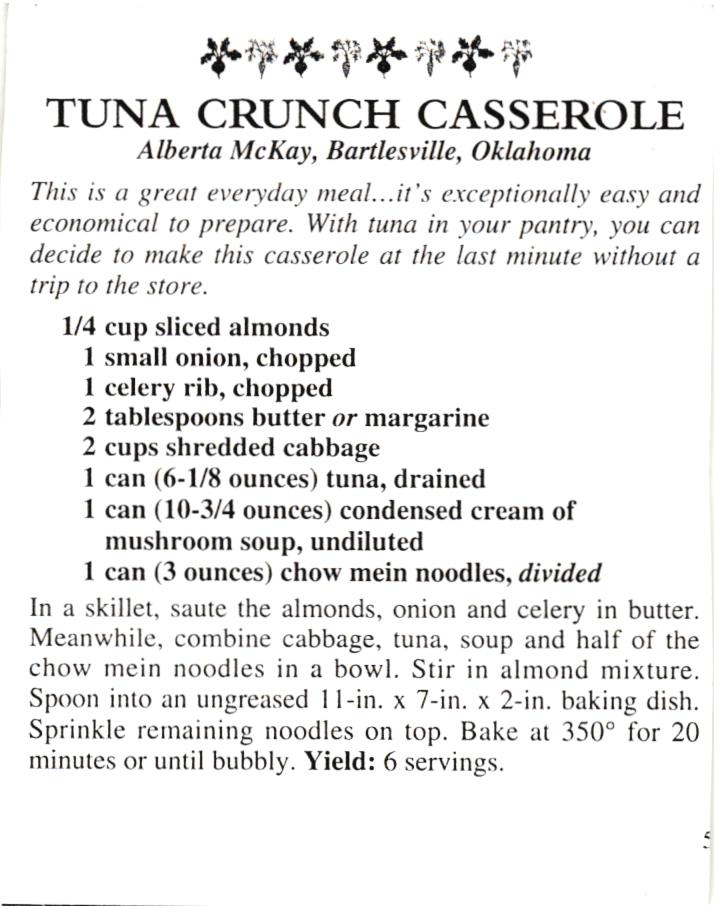 TUNA CRUNCH CASSEROLE
Alberta McKay, Bartlesville, Oklahoma
This is a great everyday meal...it's exceptionally easy and
economical to prepare. With tuna in your pantry, you can
decide to make this casserole at the last minute without a
trip to the store.
1/4 cup sliced almonds
1 small onion, chopped
1 celery rib, chopped
2 tablespoons butter or margarine
2 cups shredded cabbage
1 can (6-1/8 ounces) tuna, drained
1 can (10-3/4 ounces) condensed cream of
mushroom soup, undiluted
1 can (3 ounces) chow mein noodles, divided
In a skillet, saute the almonds, onion and celery in butter.
Meanwhile, combine cabbage, tuna, soup and half of the
chow mein noodles in a bowl. Stir in almond mixture.
Spoon into an ungreased 11-in. x 7-in. x 2-in. baking dish.
Sprinkle remaining noodles on top. Bake at 350° for 20
minutes or until bubbly. Yield: 6 servings.